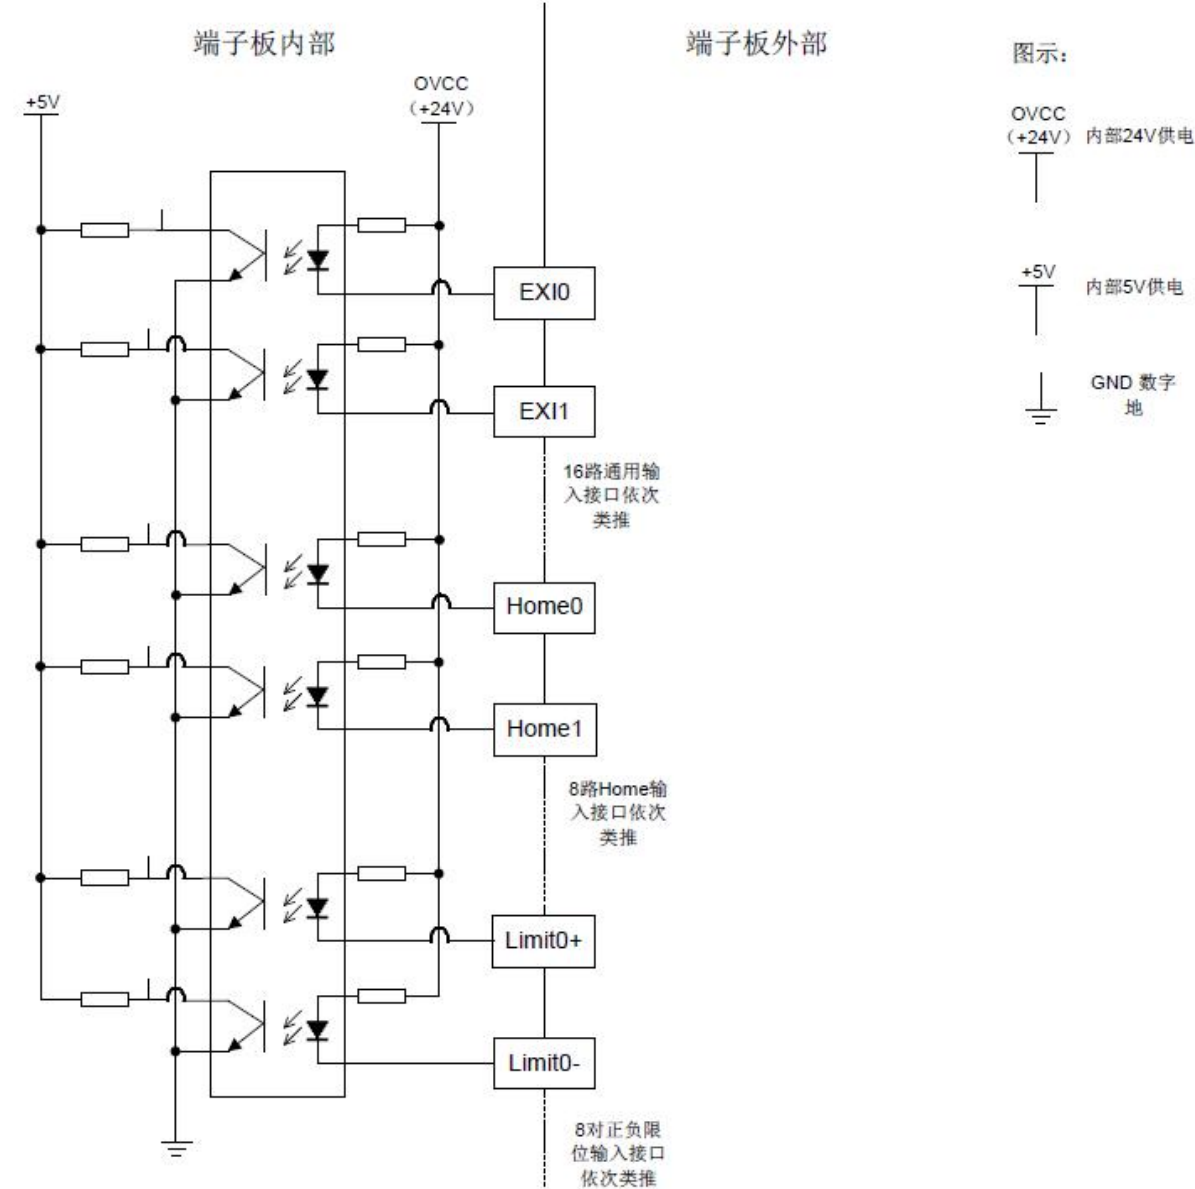 端子板内部
端子板外部
图示：
+5V
OVCC
（+24V）
OVCC
（+24V）
内部24V供电
+5V
内部5V供电
GND 数字
地
EXI0
EXI1
16路通用输
入接口依次
类推
Home0
Home1
8路Home输
入接口依次
类推
Limit0+
Limit0-
8对正负限
位输入接口
依次类推